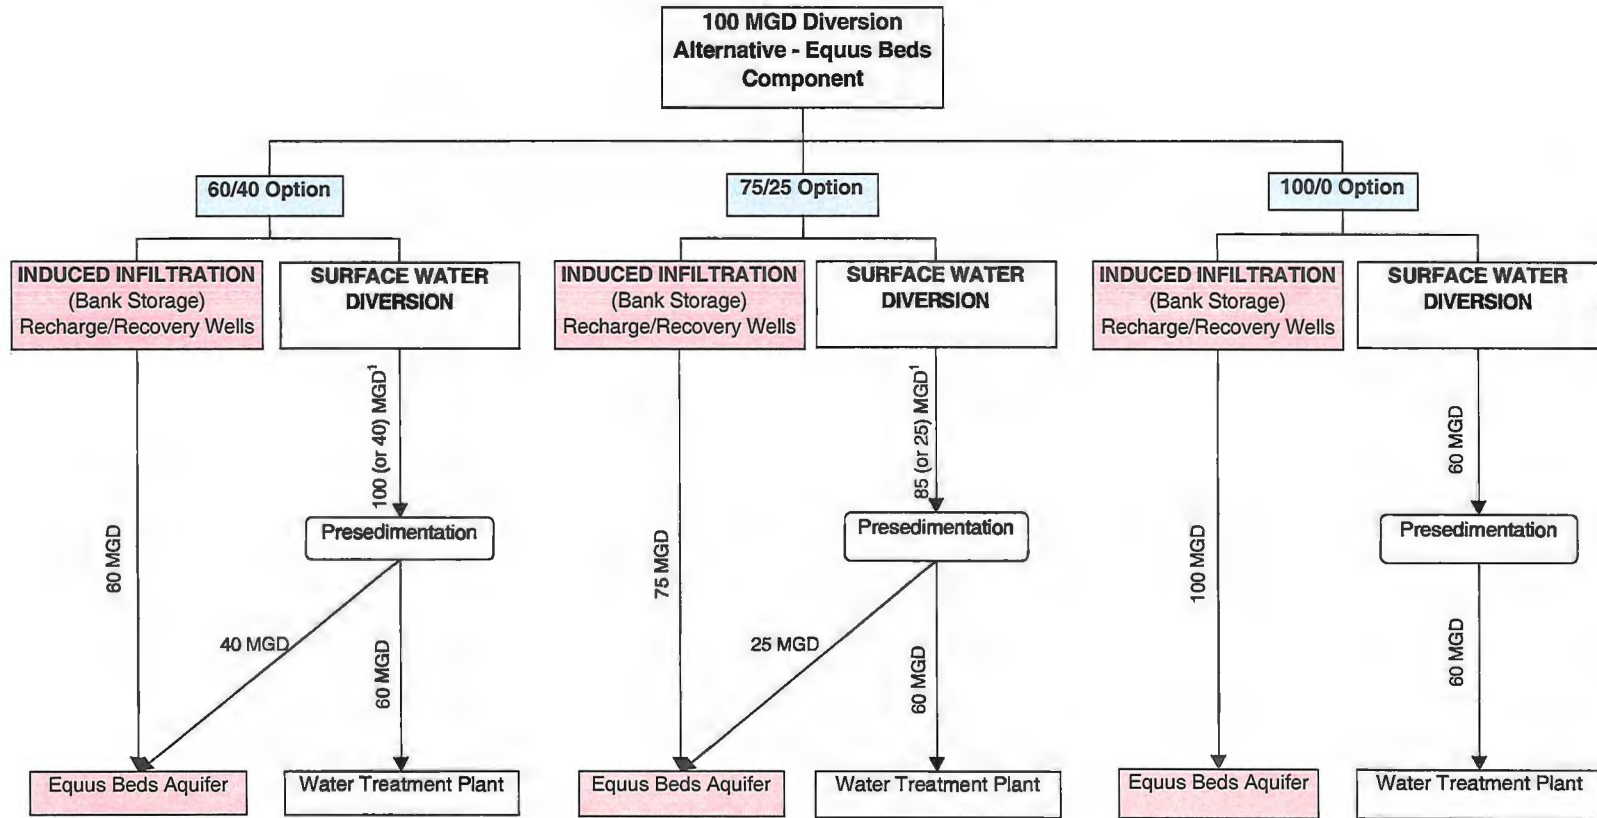 100 MGD Diversion
Alternative - Equus Beds
Component
60/40 Option
75/25 Option
100/0 Option
INDUCED INFILTRATION
(Bank Storage)
Recharge/Recovery Wells
SURFACE WATER
DIVERSION
INDUCED INFILTRATION
(Bank Storage)
Recharge/Recovery Wells
SURFACE WATER
DIVERSION
INDUCED INFILTRATION
(Bank Storage)
Recharge/Recovery Wells
SURFACE WATER
DIVERSION
60 MGD
100 (or 40) MGD¹
Presedimentation
40 MGD
60 MGD
75 MGD
85 (or 25) MGD¹
Presedimentation
25 MGD
60 MGD
100 MGD
60 MGD
Presedimentation
60 MGD
Equus Beds Aquifer
Water Treatment Plant
Equus Beds Aquifer
Water Treatment Plant
Equus Beds Aquifer
Water Treatment Plant